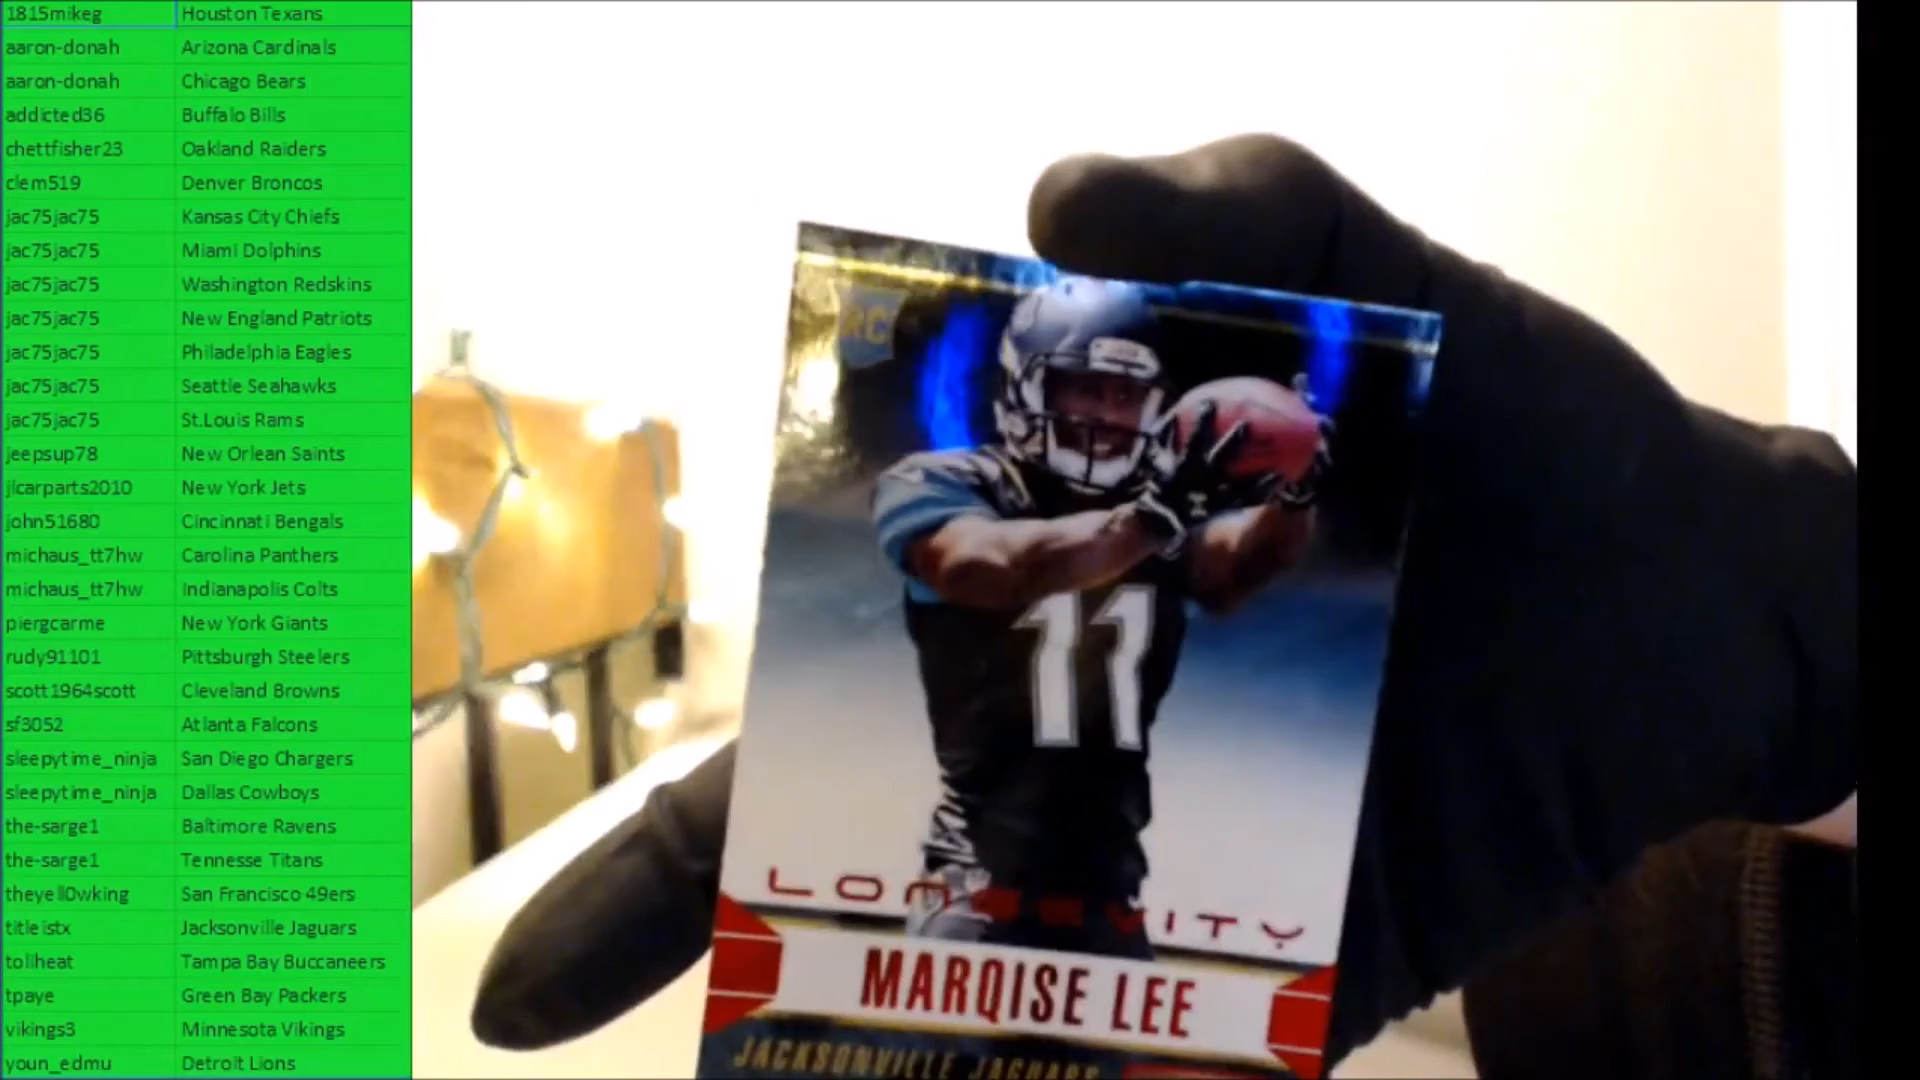 1815mikeg Houston Texans
aaron-donah Arizona Cardinals
aaron-donah Chicago Bears
addicted36 Buffalo Bills
chettfisher23 Oakland Raiders
clem519 Denver Broncos
jac75jac75 Kansas City Chiefs
jac75jac75 Miami Dolphins
jac75jac75 Washington Redskins
jac75jac75 New England Patriots
jac75jac75 Philadelphia Eagles
jac75jac75 Seattle Seahawks
jac75jac75 St.Louis Rams
jeepsup78 New Orlean Saints
jlcarparts2010 New York Jets
john51680 Cincinnati Bengals
michaus_tt7hw Carolina Panthers
michaus_tt7hw Indianapolis Colts
piergcarme New York Giants
rudy91101 Pittsburgh Steelers
scott1964scott Cleveland Browns
sf3052 Atlanta Falcons
sleepytime_ninja San Diego Chargers
sleepytime_ninja Dallas Cowboys
the-sarge1 Baltimore Ravens
the-sarge1 Tennesse Titans
theyell0wking San Francisco 49ers
titleistx Jacksonville Jaguars
toliheat Tampa Bay Buccaneers
tpaye Green Bay Packers
vikings3 Minnesota Vikings
youn_edmu Detroit Lions
RC
11
LONGEVITY
MARQISE LEE
JACKSONVILLE JAGUARS